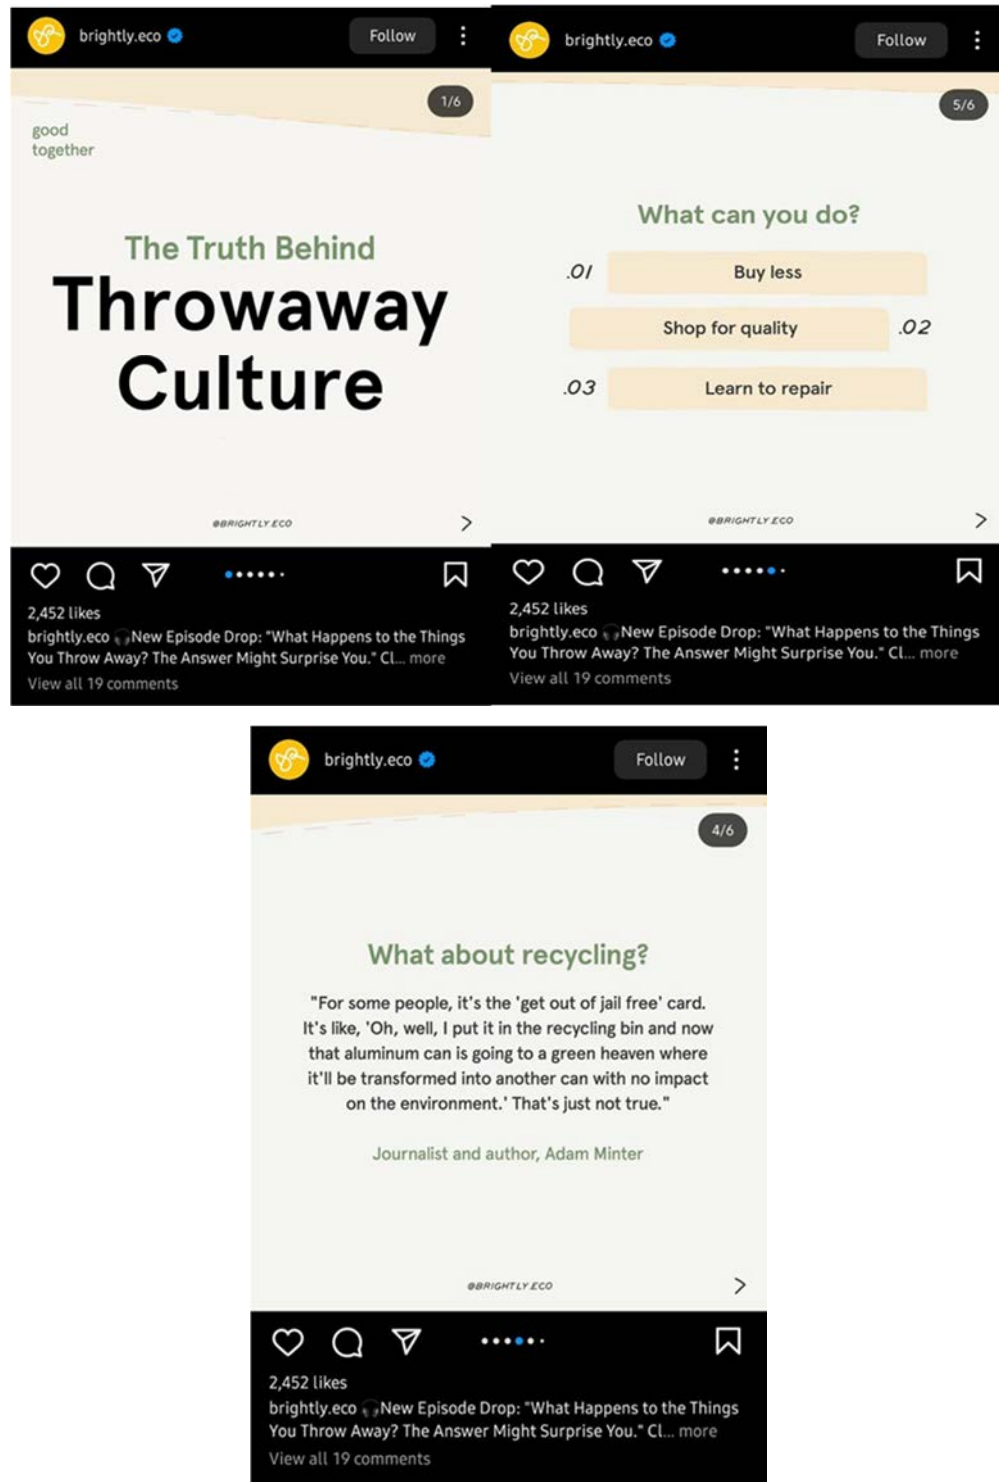 brightly.eco
Follow
1/6
good
together
The Truth Behind
Throwaway
Culture
@BRIGHTLY.ECO
2,452 likes
brightly.eco 🎧New Episode Drop: "What Happens to the Things
You Throw Away? The Answer Might Surprise You." Cl... more
View all 19 comments
brightly.eco
Follow
5/6
What can you do?
.01 Buy less
Shop for quality .02
.03 Learn to repair
@BRIGHTLY.ECO
2,452 likes
brightly.eco 🎧New Episode Drop: "What Happens to the Things
You Throw Away? The Answer Might Surprise You." Cl... more
View all 19 comments
brightly.eco
Follow
4/6
What about recycling?
"For some people, it's the 'get out of jail free' card.
It's like, 'Oh, well, I put it in the recycling bin and now
that aluminum can is going to a green heaven where
it'll be transformed into another can with no impact
on the environment.' That's just not true."
Journalist and author, Adam Minter
@BRIGHTLY.ECO
2,452 likes
brightly.eco 🎧New Episode Drop: "What Happens to the Things
You Throw Away? The Answer Might Surprise You." Cl... more
View all 19 comments